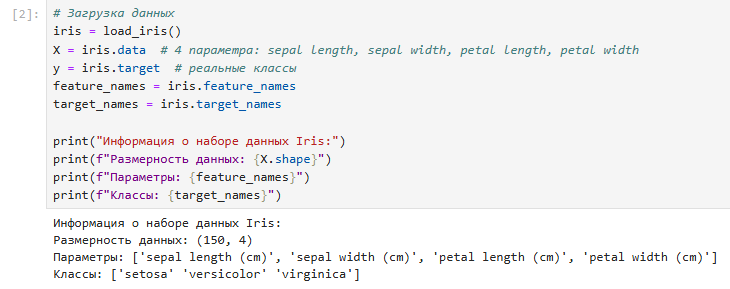 [2]:
# Загрузка данных
iris = load_iris()
X = iris.data  # 4 параметра: sepal length, sepal width, petal length, petal width
y = iris.target  # реальные классы
feature_names = iris.feature_names
target_names = iris.target_names

print("Информация о наборе данных Iris:")
print(f"Размерность данных: {X.shape}")
print(f"Параметры: {feature_names}")
print(f"Классы: {target_names}")

Информация о наборе данных Iris:
Размерность данных: (150, 4)
Параметры: ['sepal length (cm)', 'sepal width (cm)', 'petal length (cm)', 'petal width (cm)']
Классы: ['setosa' 'versicolor' 'virginica']